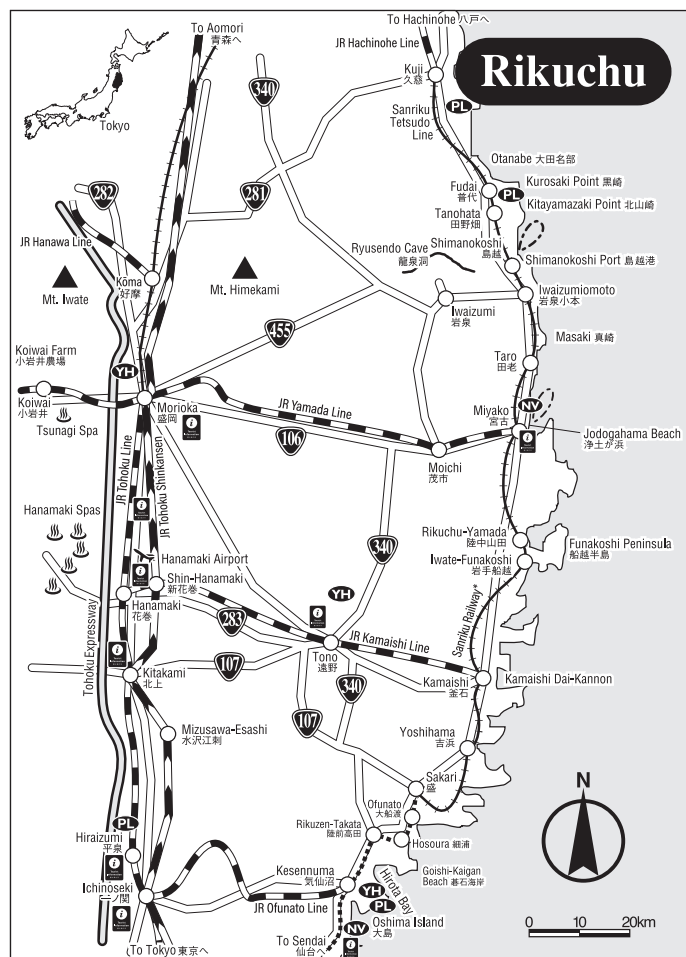 Rikuchu
To Hachinohe 八戸へ
JR Hachinohe Line
To Aomori
青森へ
Tokyo
340
Kuji
久慈
PL
Sanriku
Tetsudo
Line
Otanabe 大田名部
282
281
Fudai
普代
PL
Kurosaki Point 黒崎
Kitayamazaki Point 北山崎
Tanohata
田野畑
JR Hanawa Line
Ryusendo Cave
龍泉洞
Shimanokoshi
島越
Shimanokoshi Port 島越港
Mt. Iwate
Kōma
好摩
Mt. Himekami
Iwaizumi
岩泉
Iwaizumiomoto
岩泉小本
455
Masaki 真崎
Koiwai Farm
小岩井農場
YH
Taro
田老
Koiwai
小岩井
Tsunagi Spa
Morioka
盛岡
i
JR Yamada Line
106
Miyako
宮古
NV
i
Jodogahama Beach
浄土が浜
Moichi
茂市
JR Tohoku Line
JR Tohoku Shinkansen
Hanamaki Spas
i
Hanamaki Airport
i
Shin-Hanamaki
新花巻
Hanamaki
花巻
340
Rikuchu-Yamada
陸中山田
Funakoshi Peninsula
船越半島
Iwate-Funakoshi
岩手船越
YH
i
283
Tono
遠野
JR Kamaishi Line
Sanriku Railway*
Tohoku Expressway
i
Kitakami
北上
107
340
Kamaishi
釜石
Kamaishi Dai-Kannon
107
Mizusawa-Esashi
水沢江刺
Yoshihama
吉浜
Sakari
盛
N
PL
Hiraizumi
平泉
i
Ofunato
大船渡
Rikuzen-Takata
陸前高田
Hosoura 細浦
Ichinoseki
一ノ関
i
Kesennuma
気仙沼
Goishi-Kaigan
Beach 碁石海岸
Hirota Bay
YH
PL
JR Ofunato Line
NV
Oshima Island
大島
To Tokyo 東京へ
To Sendai
仙台へ
i
0 10 20km